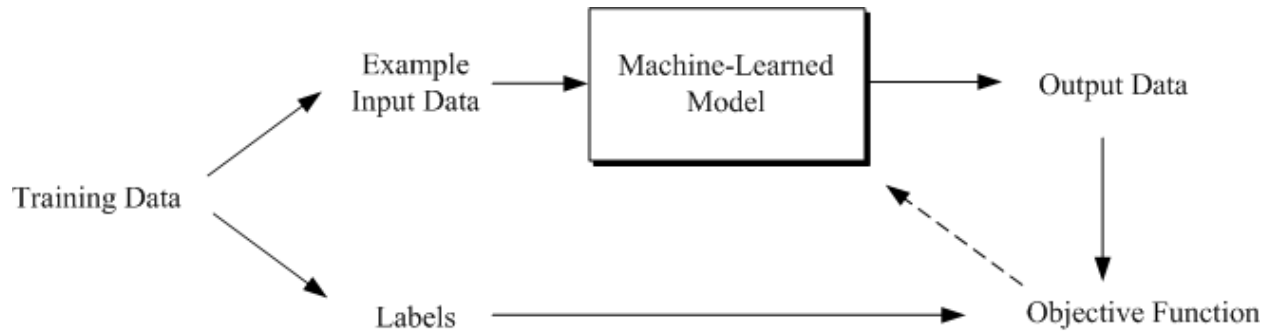 Example
Input Data
Machine-Learned
Model
Output Data
Training Data
Labels
Objective Function